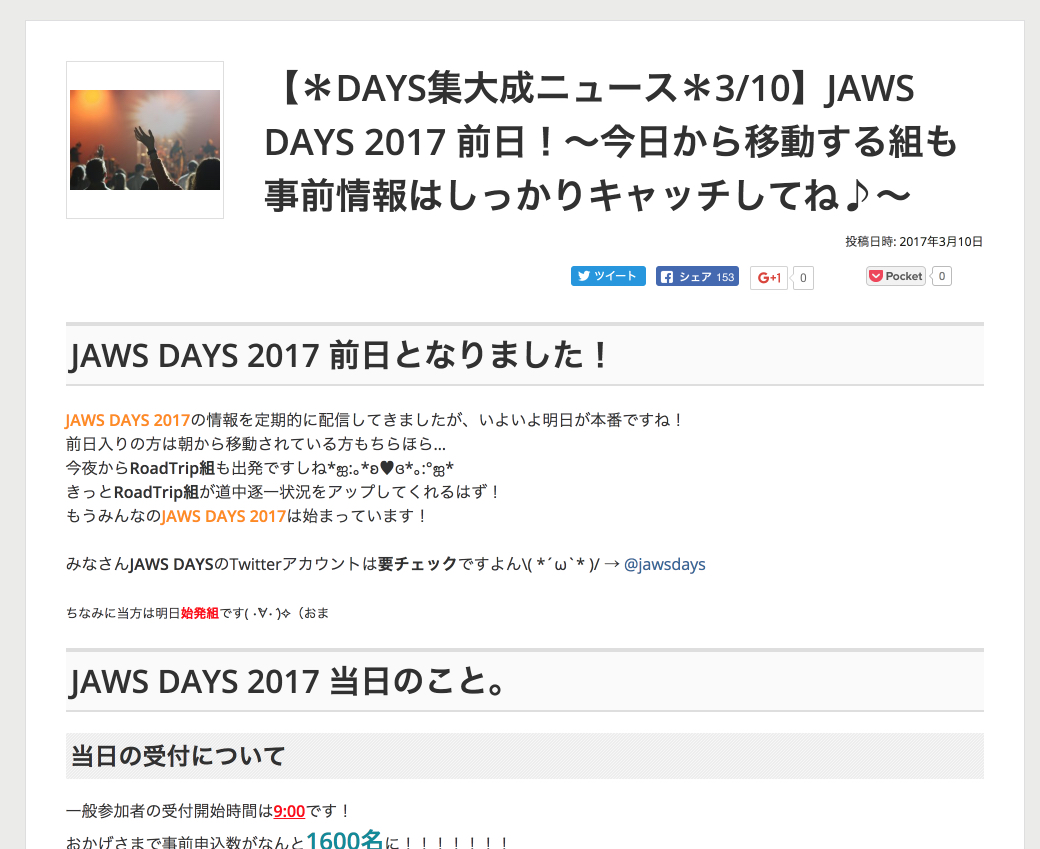 【＊DAYS集大成ニュース＊3/10】JAWS
DAYS 2017 前日！〜今日から移動する組も
事前情報はしっかりキャッチしてね♪〜
投稿日時: 2017年3月10日
ツイート
シェア 153
G+1
0
Pocket
0
JAWS DAYS 2017 前日となりました！
JAWS DAYS 2017の情報を定期的に配信してきましたが、いよいよ明日が本番ですね！
前日入りの方は朝から移動されている方もちらほら...
今夜からRoadTrip組も出発ですしね*ஐ:｡*ʚ♥ɞ*｡:°ஐ*
きっとRoadTrip組が道中逐一状況をアップしてくれるはず！
もうみんなのJAWS DAYS 2017は始まっています！
みなさんJAWS DAYSのTwitterアカウントは要チェックですよん\( *´ω`* )/ → @jawsdays
ちなみに当方は明日始発組です( ･∀･ )✧（おま
JAWS DAYS 2017 当日のこと。
当日の受付について
一般参加者の受付開始時間は9:00です！
おかげさまで事前申込数がなんと1600名に！！！！！！！